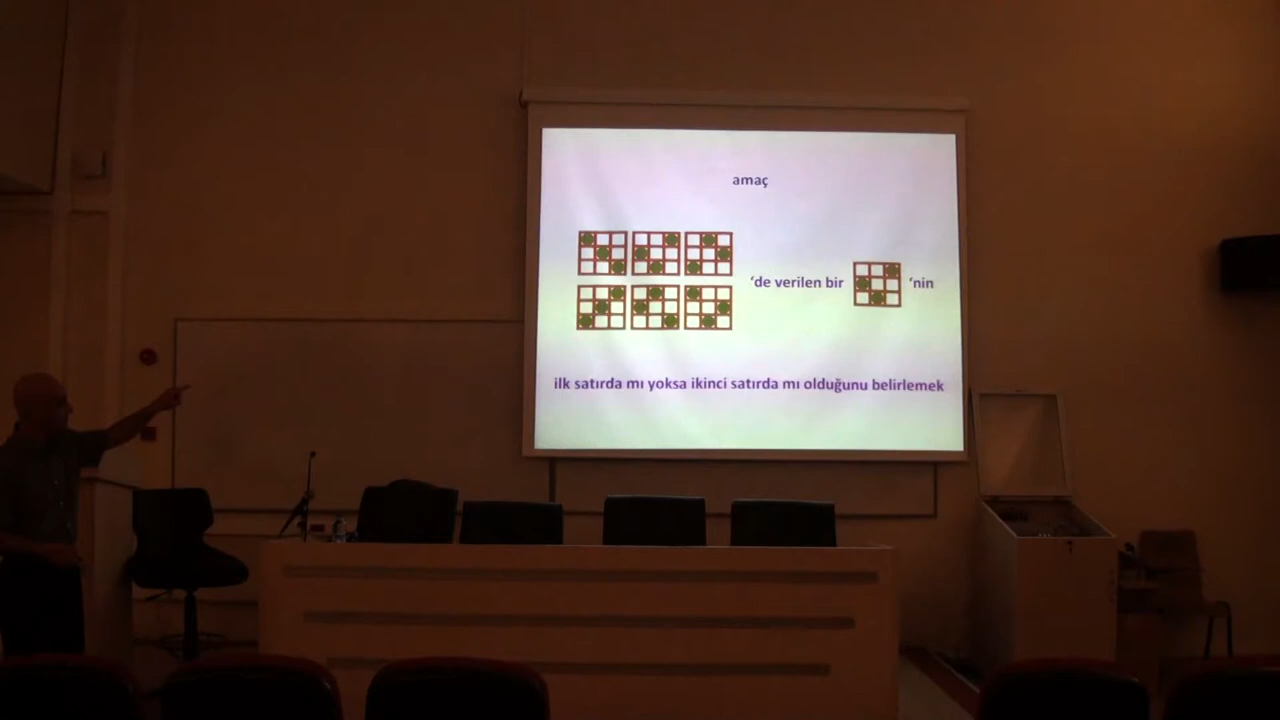 amaç
‘de verilen bir ‘nin
ilk satırda mı yoksa ikinci satırda mı olduğunu belirlemek